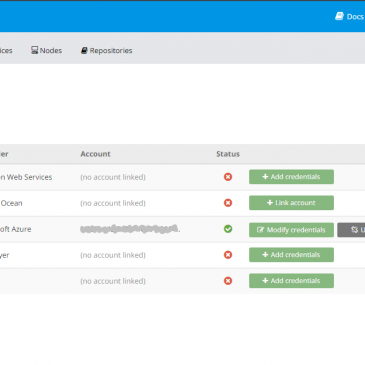 Docs
ices Nodes Repositories
er Account Status
n Web Services (no account linked) + Add credentials
Ocean (no account linked) + Link account
oft Azure Modify credentials U
yer (no account linked) + Add credentials
(no account linked) + Add credentials